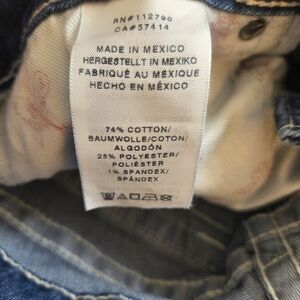 RN#112790
CA#57414
MADE IN MEXICO
HERGESTELLT IN MEXIKO
FABRIQUÉ AU MEXIQUE
HECHO EN MÉXICO
74% COTTON/
BAUMWOLLE/COTON/
ALGODÓN
25% POLYESTER/
POLIÉSTER
1% SPANDEX/
SPÁNDEX